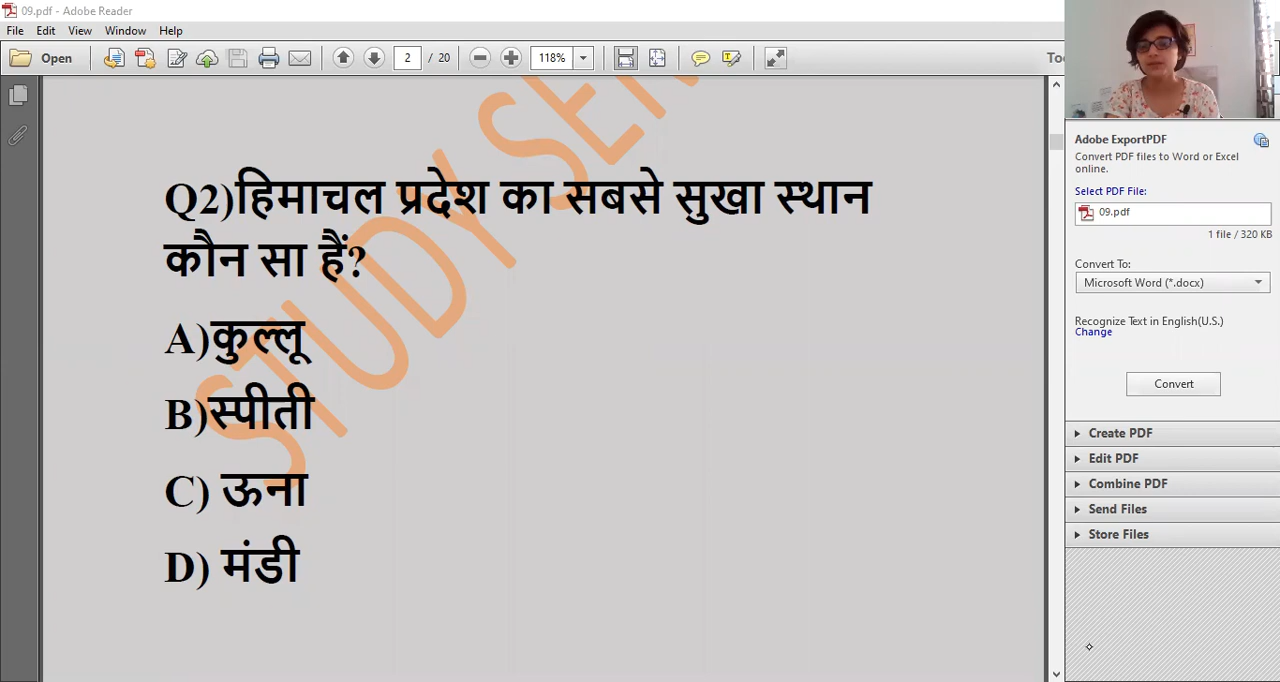 09.pdf - Adobe Reader
File Edit View Window Help
Open 2 / 20 118% Too
Adobe ExportPDF
Convert PDF files to Word or Excel
online.
Select PDF File:
09.pdf
1 file / 320 KB
Convert To:
Microsoft Word (*.docx)
Recognize Text in English(U.S.)
Change
Convert
Create PDF
Edit PDF
Combine PDF
Send Files
Store Files
Q2)हिमाचल प्रदेश का सबसे सुखा स्थान
कौन सा हैं?
A)कुल्लू
B)स्पीती
C) ऊना
D) मंडी
STUDY SER